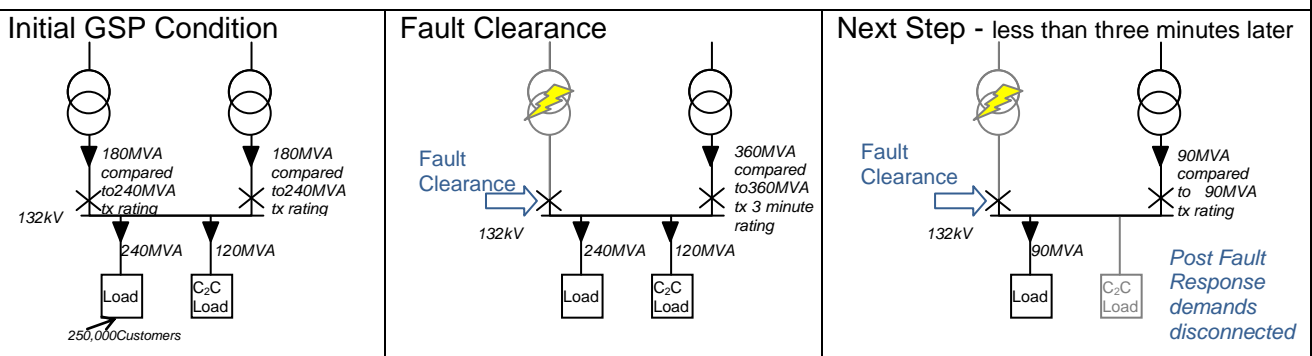 Initial GSP Condition
180MVA
compared
to240MVA
tx rating
180MVA
compared
to240MVA
tx rating
132kV
240MVA
120MVA
Load
C2C
Load
250,000Customers
Fault Clearance
Fault
Clearance
360MVA
compared
to360MVA
tx 3 minute
rating
132kV
240MVA
120MVA
Load
C2C
Load
Next Step - less than three minutes later
Fault
Clearance
90MVA
compared
to 90MVA
tx rating
132kV
90MVA
Load
C2C
Load
Post Fault
Response
demands
disconnected